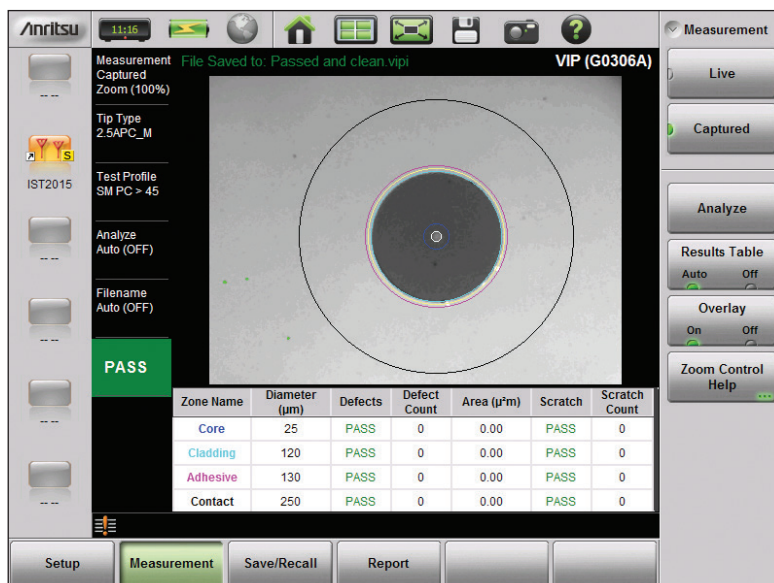 Anritsu
11:16
?
Measurement
Measurement
Captured
Zoom (100%)
File Saved to: Passed and clean.vipi
VIP (G0306A)
Live
-- --
Tip Type
2.5APC_M
Captured
S
IST2015
Test Profile
SM PC > 45
Analyze
Analyze
Auto (OFF)
Results Table
Auto Off
-- --
Filename
Auto (OFF)
Overlay
On Off
-- --
PASS
Zoom Control
Help
Zone Name Diameter (μm) Defects Defect Count Area (μ²m) Scratch Scratch Count
Core 25 PASS 0 0.00 PASS 0
Cladding 120 PASS 0 0.00 PASS 0
Adhesive 130 PASS 0 0.00 PASS 0
Contact 250 PASS 0 0.00 PASS 0
-- --
-- --
Setup Measurement Save/Recall Report